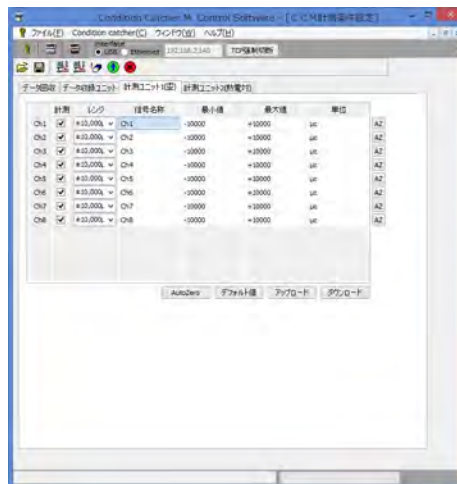 Condition Catcher M Control Software - [CCM計測条件設定]
ファイル(F) Condition catcher(C) ウィンドウ(W) ヘルプ(H)
Interface
USB Ethernet 192.168.2.140 TCP強制切断
データ回収 データ収録ユニット 計測ユニット1(歪) 計測ユニット2(熱電対)
計測 レンジ 信号名称 最小値 最大値 単位
Ch1 ±10,000 Ch1 -10000 +10000 με AZ
Ch2 ±10,000 Ch2 -10000 +10000 με AZ
Ch3 ±10,000 Ch3 -10000 +10000 με AZ
Ch4 ±10,000 Ch4 -10000 +10000 με AZ
Ch5 ±10,000 Ch5 -10000 +10000 με AZ
Ch6 ±10,000 Ch6 -10000 +10000 με AZ
Ch7 ±10,000 Ch7 -10000 +10000 με AZ
Ch8 ±10,000 Ch8 -10000 +10000 με AZ
AutoZero デフォルト値 アップロード ダウンロード